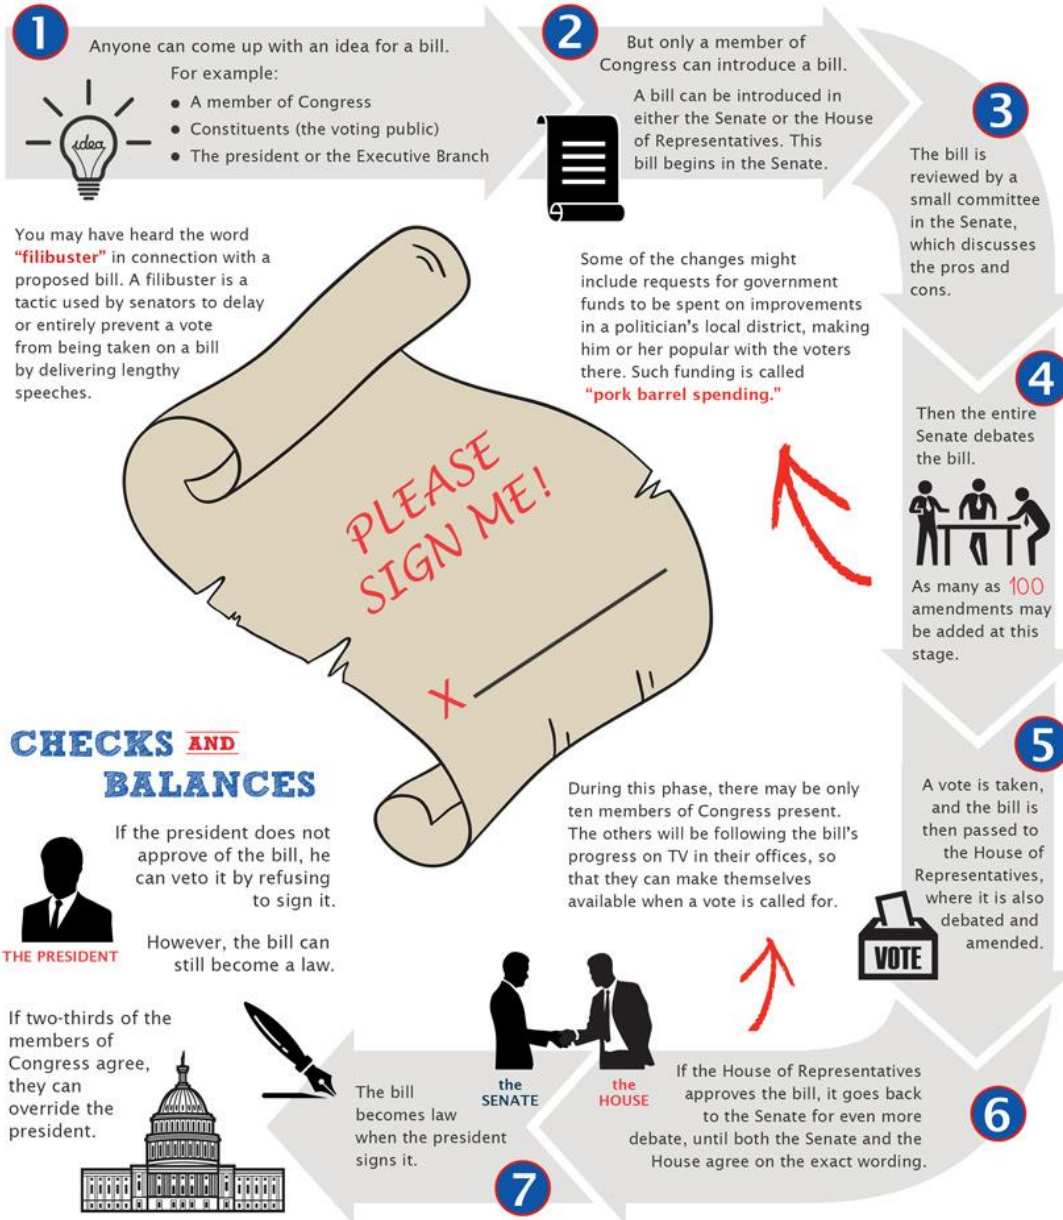 1
Anyone can come up with an idea for a bill.
For example:
• A member of Congress
• Constituents (the voting public)
• The president or the Executive Branch
idea
2
But only a member of
Congress can introduce a bill.
A bill can be introduced in
either the Senate or the House
of Representatives. This
bill begins in the Senate.
3
The bill is
reviewed by a
small committee
in the Senate,
which discusses
the pros and
cons.
You may have heard the word
“filibuster” in connection with a
proposed bill. A filibuster is a
tactic used by senators to delay
or entirely prevent a vote
from being taken on a bill
by delivering lengthy
speeches.
Some of the changes might
include requests for government
funds to be spent on improvements
in a politician’s local district, making
him or her popular with the voters
there. Such funding is called
“pork barrel spending.”
4
Then the entire
Senate debates
the bill.
As many as 100
amendments may
be added at this
stage.
PLEASE
SIGN ME!
X
5
A vote is taken,
and the bill is
then passed to
the House of
Representatives,
where it is also
debated and
amended.
VOTE
CHECKS AND
BALANCES
If the president does not
approve of the bill, he
can veto it by refusing
to sign it.
However, the bill can
still become a law.
THE PRESIDENT
If two-thirds of the
members of
Congress agree,
they can
override the
president.
During this phase, there may be only
ten members of Congress present.
The others will be following the bill’s
progress on TV in their offices, so
that they can make themselves
available when a vote is called for.
6
If the House of Representatives
approves the bill, it goes back
to the Senate for even more
debate, until both the Senate and the
House agree on the exact wording.
the
SENATE
the
HOUSE
The bill
becomes law
when the president
signs it.
7